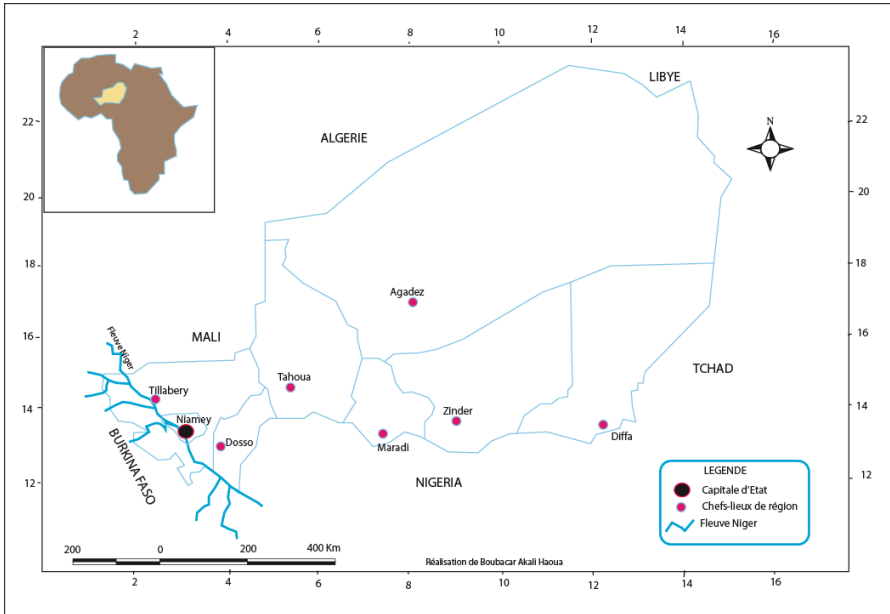 2 4 6 8 10 12 14 16
LIBYE
N
22 22
ALGERIE
20 20
18 18
Agadez
16 16
Fleuve Niger
MALI
TCHAD
Tahoua
Tillabery
14 14
Zinder
Niamey
Diffa
Maradi
Dosso
BURKINA FASO
12 12
NIGERIA
LEGENDE
Capitale d'Etat
Chefs-lieux de région
Fleuve Niger
200 0 200 400 Km
Réalisation de Boubacar Akali Haoua
2 4 6 8 10 12 14 16